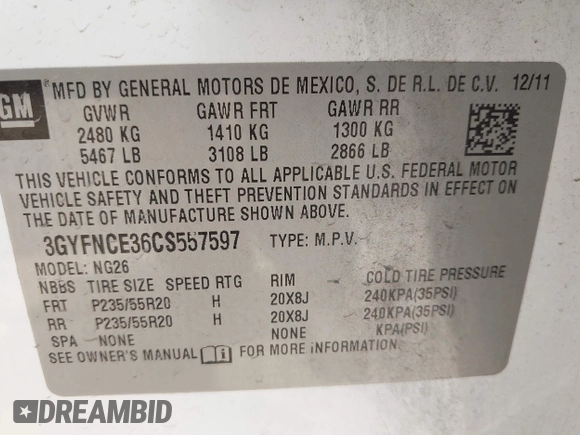 GM
MFD BY GENERAL MOTORS DE MEXICO, S. DE R.L. DE C.V. 12/11
GVWR GAWR FRT GAWR RR
2480 KG 1410 KG 1300 KG
5467 LB 3108 LB 2866 LB
THIS VEHICLE CONFORMS TO ALL APPLICABLE U.S. FEDERAL MOTOR
VEHICLE SAFETY AND THEFT PREVENTION STANDARDS IN EFFECT ON
THE DATE OF MANUFACTURE SHOWN ABOVE.
3GYFNCE36CS557597 TYPE: M.P.V.
MODEL: NG26
NBBS TIRE SIZE SPEED RTG RIM COLD TIRE PRESSURE
FRT P235/55R20 H 20X8J 240KPA(35PSI)
RR P235/55R20 H 20X8J 240KPA(35PSI)
SPA NONE NONE KPA(PSI)
SEE OWNER'S MANUAL FOR MORE INFORMATION.
DREAMBID